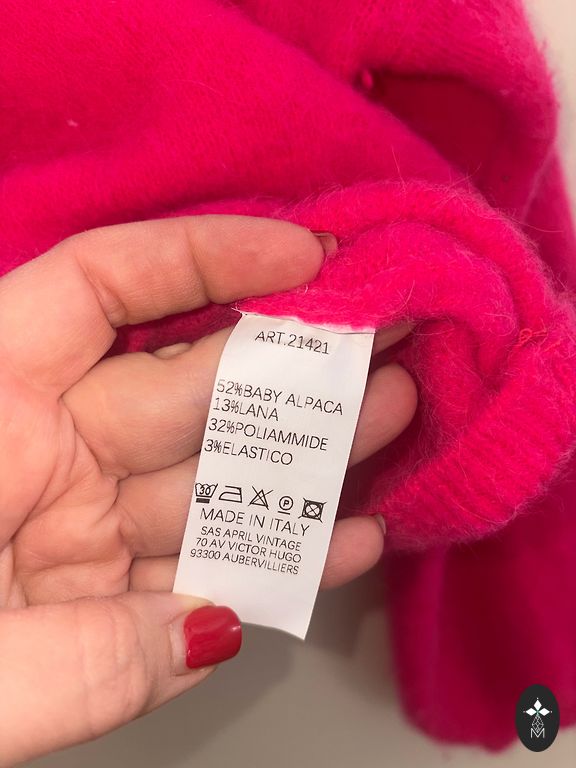 ART.21421
52%BABY ALPACA
13%LANA
32%POLIAMMIDE
3%ELASTICO
30 P
MADE IN ITALY
SAS APRIL VINTAGE
70 AV VICTOR HUGO
93300 AUBERVILLIERS
M